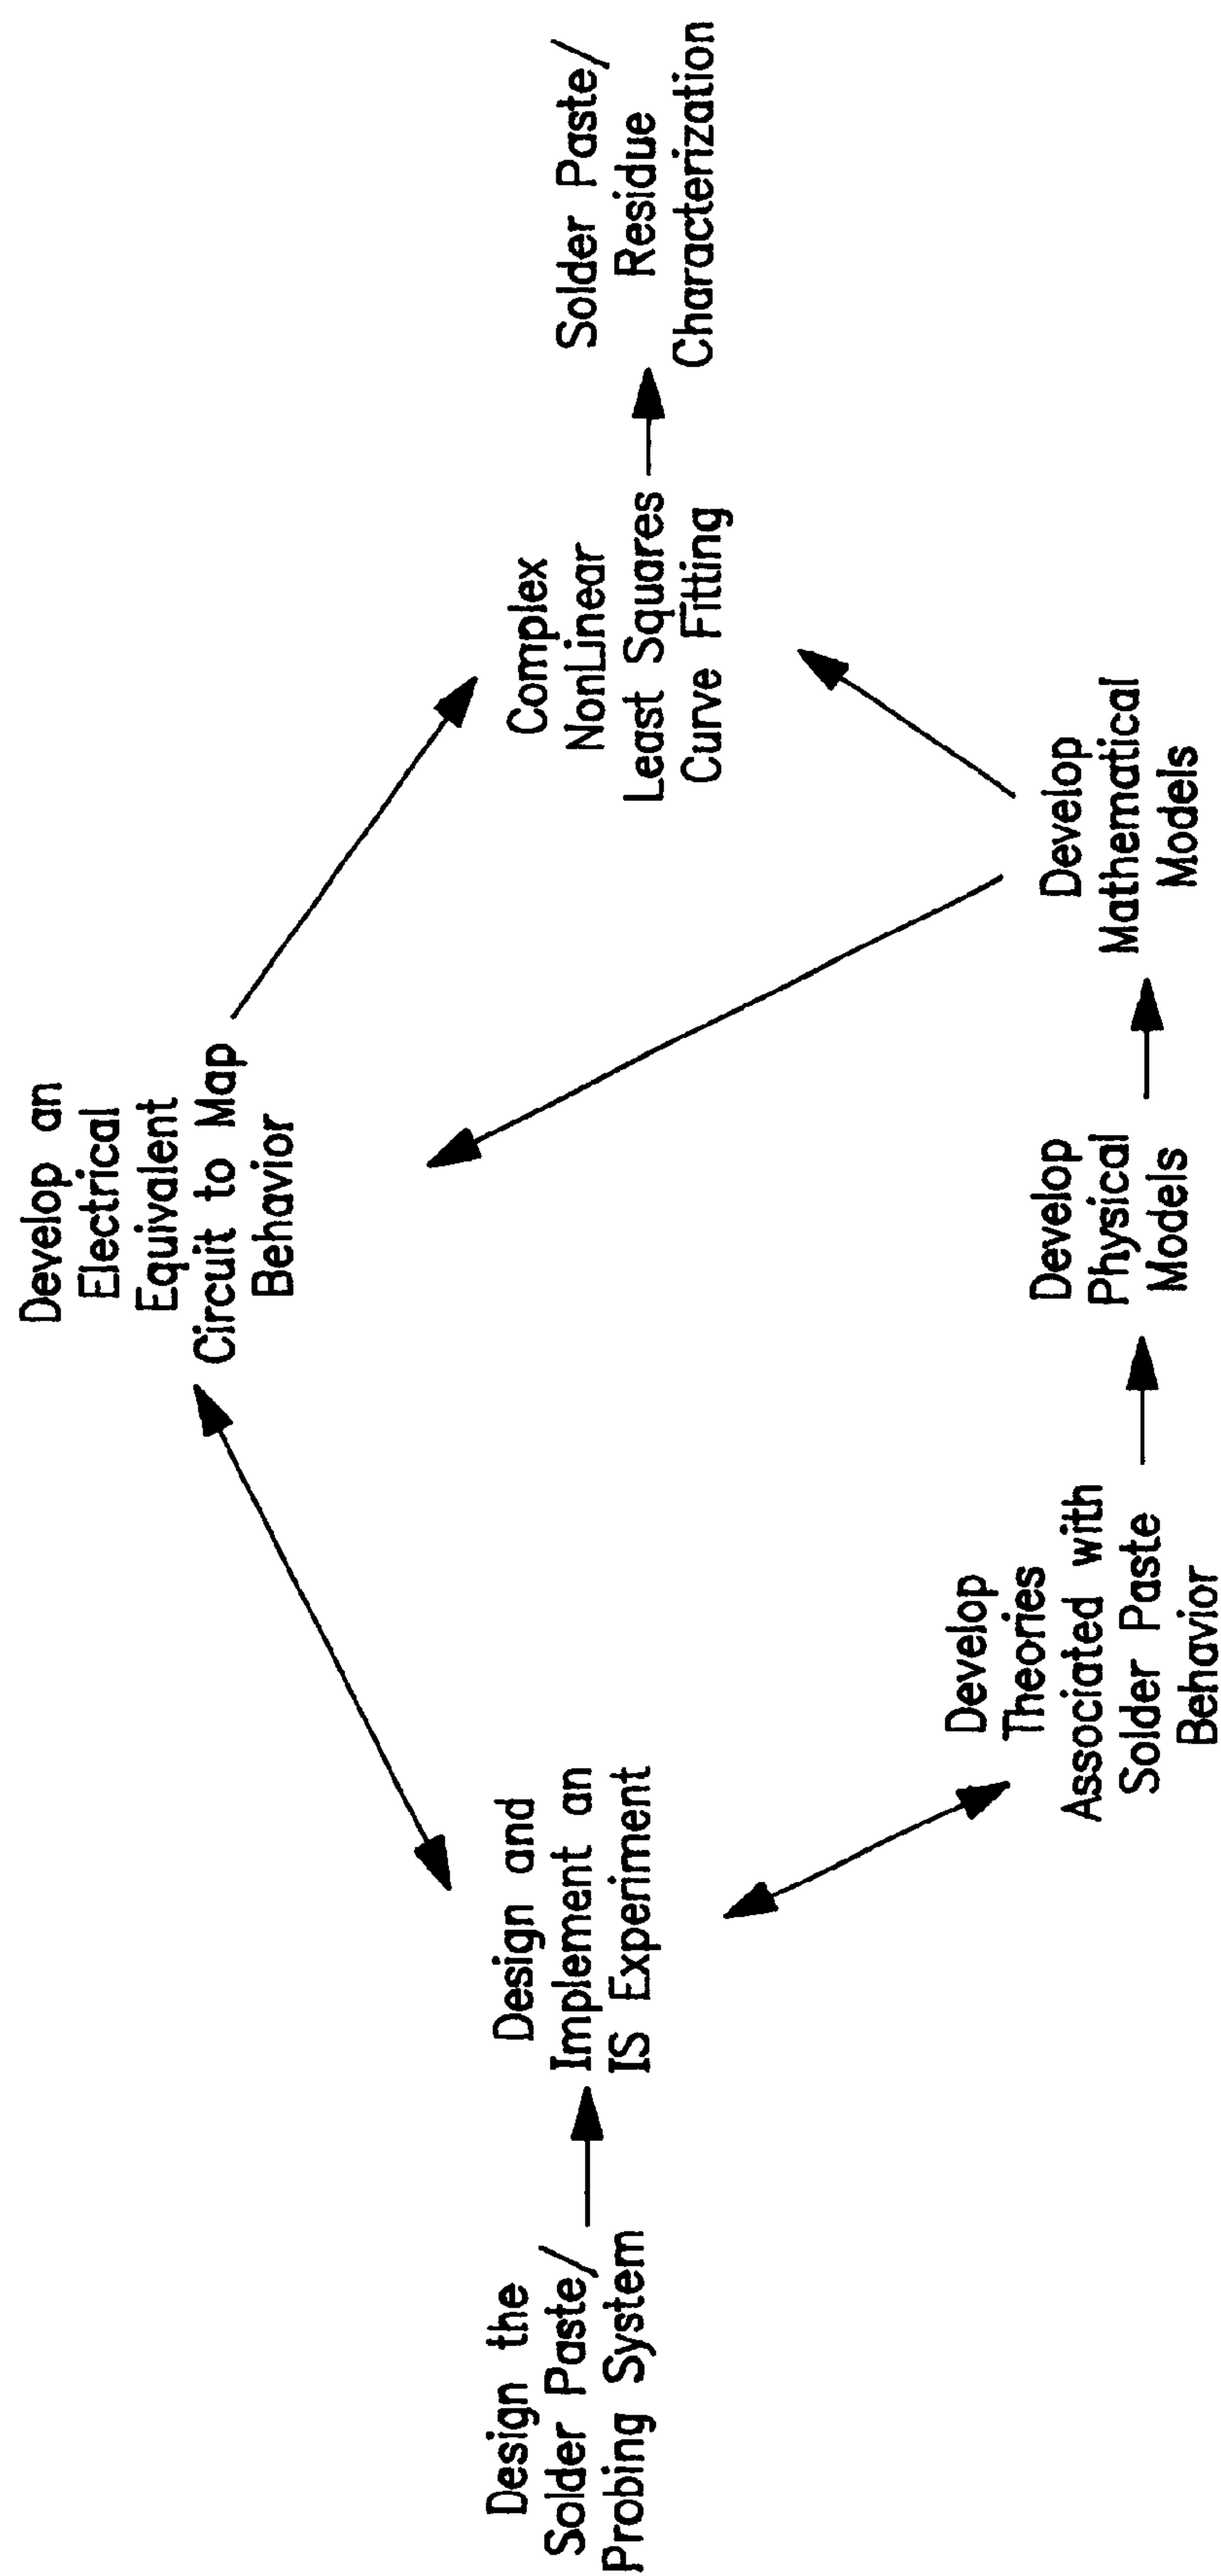 Design the
Solder Paste/
Probing System
Design and
Implement an
IS Experiment
Develop an
Electrical
Equivalent
Circuit to Map
Behavior
Develop
Theories
Associated with
Solder Paste
Behavior
Develop
Physical
Models
Develop
Mathematical
Models
Complex
NonLinear
Least Squares
Curve Fitting
Solder Paste/
Residue
Characterization